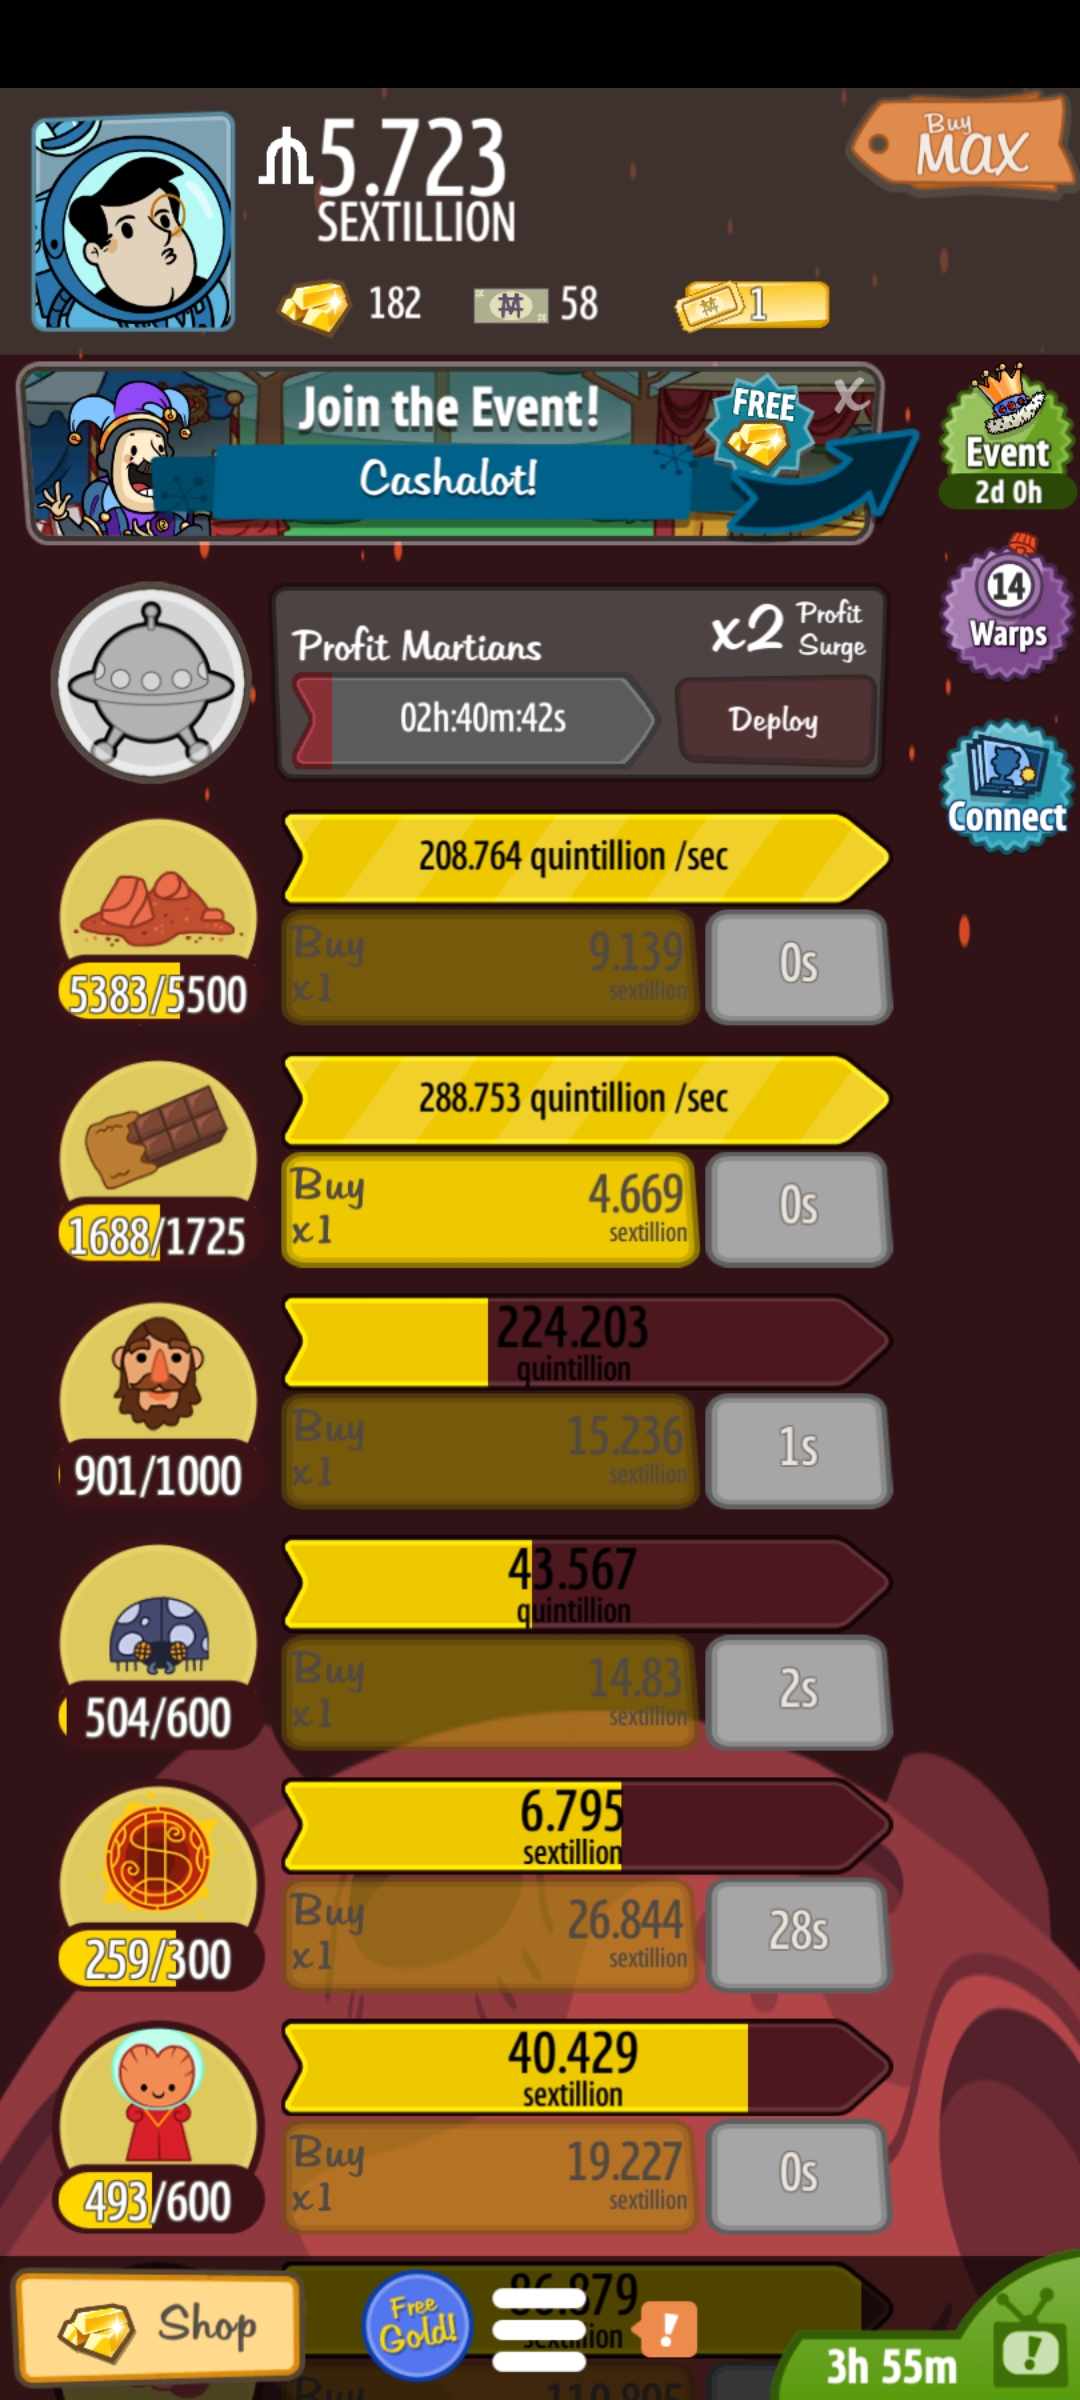 5.723
SEXTILLION
Buy
MAX
182
58
1
Join the Event!
FREE
X
Cashalot!
Event
2d 0h
14
Warps
Connect
Profit Martians
x2 Profit Surge
02h:40m:42s
Deploy
208.764 quintillion /sec
5383/5500
Buy
x1
9.139
sextillion
0s
288.753 quintillion /sec
1688/1725
Buy
x1
4.669
sextillion
0s
224.203
quintillion
901/1000
Buy
x1
15.236
sextillion
1s
43.567
quintillion
504/600
Buy
x1
14.83
sextillion
2s
6.795
sextillion
259/300
Buy
x1
26.844
sextillion
28s
40.429
sextillion
493/600
Buy
x1
19.227
sextillion
0s
Shop
Free
Gold!
!
3h 55m
!
Buy